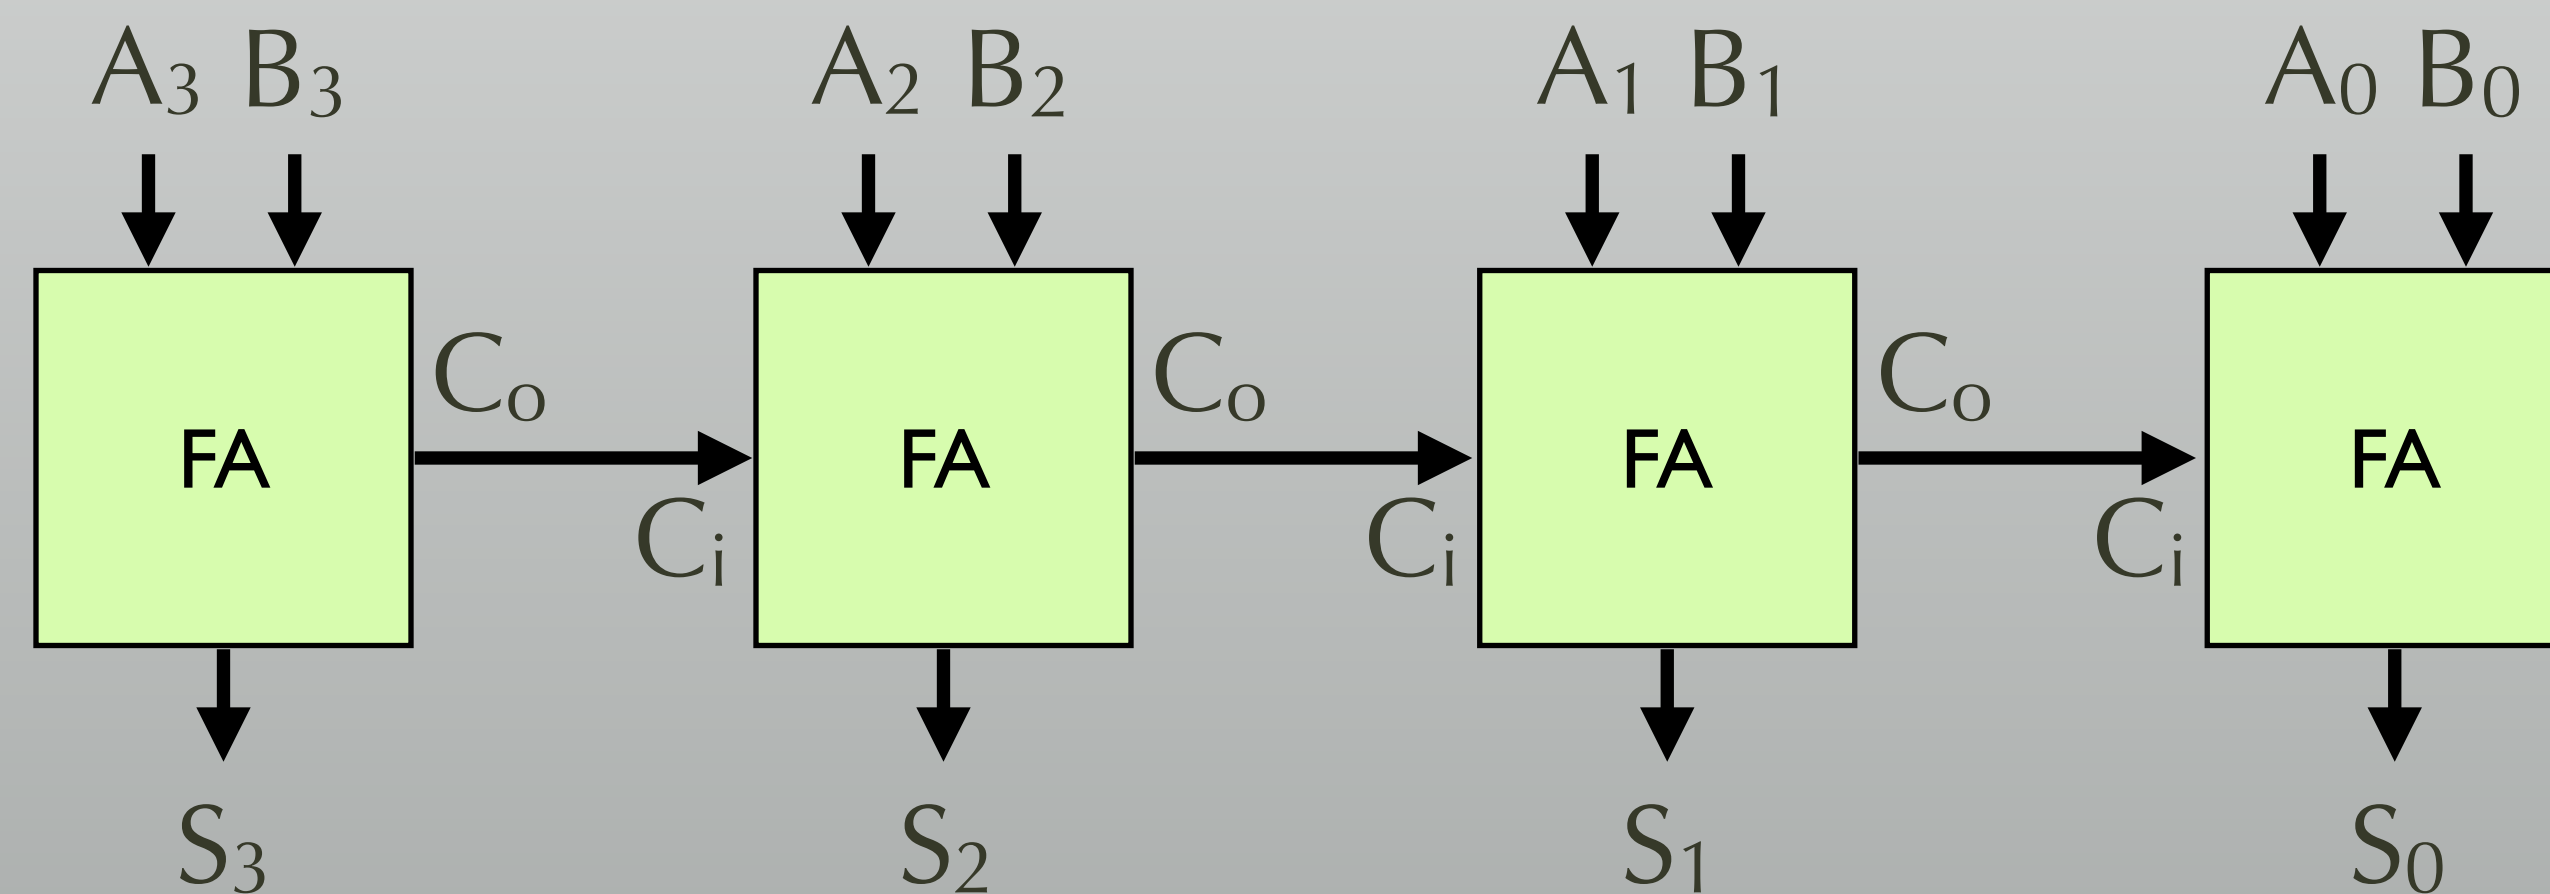 A₃ B₃ A₂ B₂ A₁ B₁ A₀ B₀
Cₒ Cₒ Cₒ
FA FA FA FA
Cᵢ Cᵢ Cᵢ
S₃ S₂ S₁ S₀